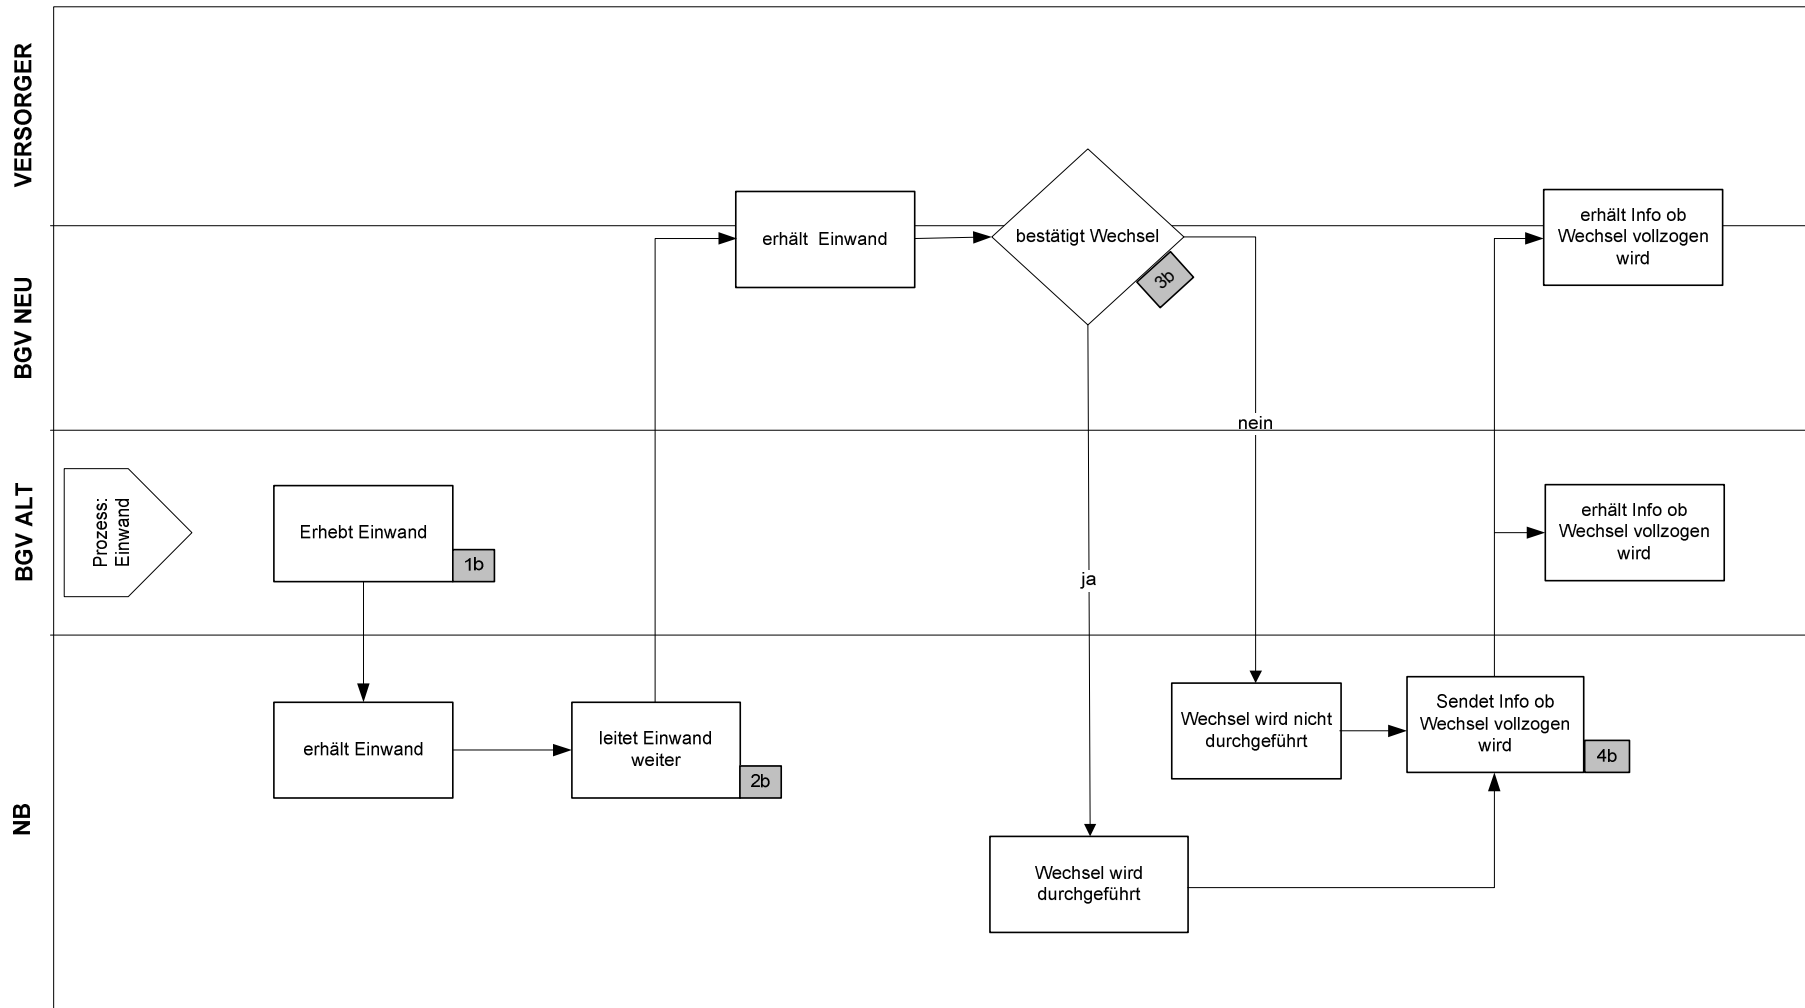 VERSORGER
erhält Einwand
bestätigt Wechsel
3b
erhält Info ob
Wechsel vollzogen
wird
BGV NEU
nein
BGV ALT
Prozess:
Einwand
Erhebt Einwand
1b
ja
erhält Info ob
Wechsel vollzogen
wird
NB
erhält Einwand
leitet Einwand
weiter
2b
Wechsel wird nicht
durchgeführt
Sendet Info ob
Wechsel vollzogen
wird
4b
Wechsel wird
durchgeführt